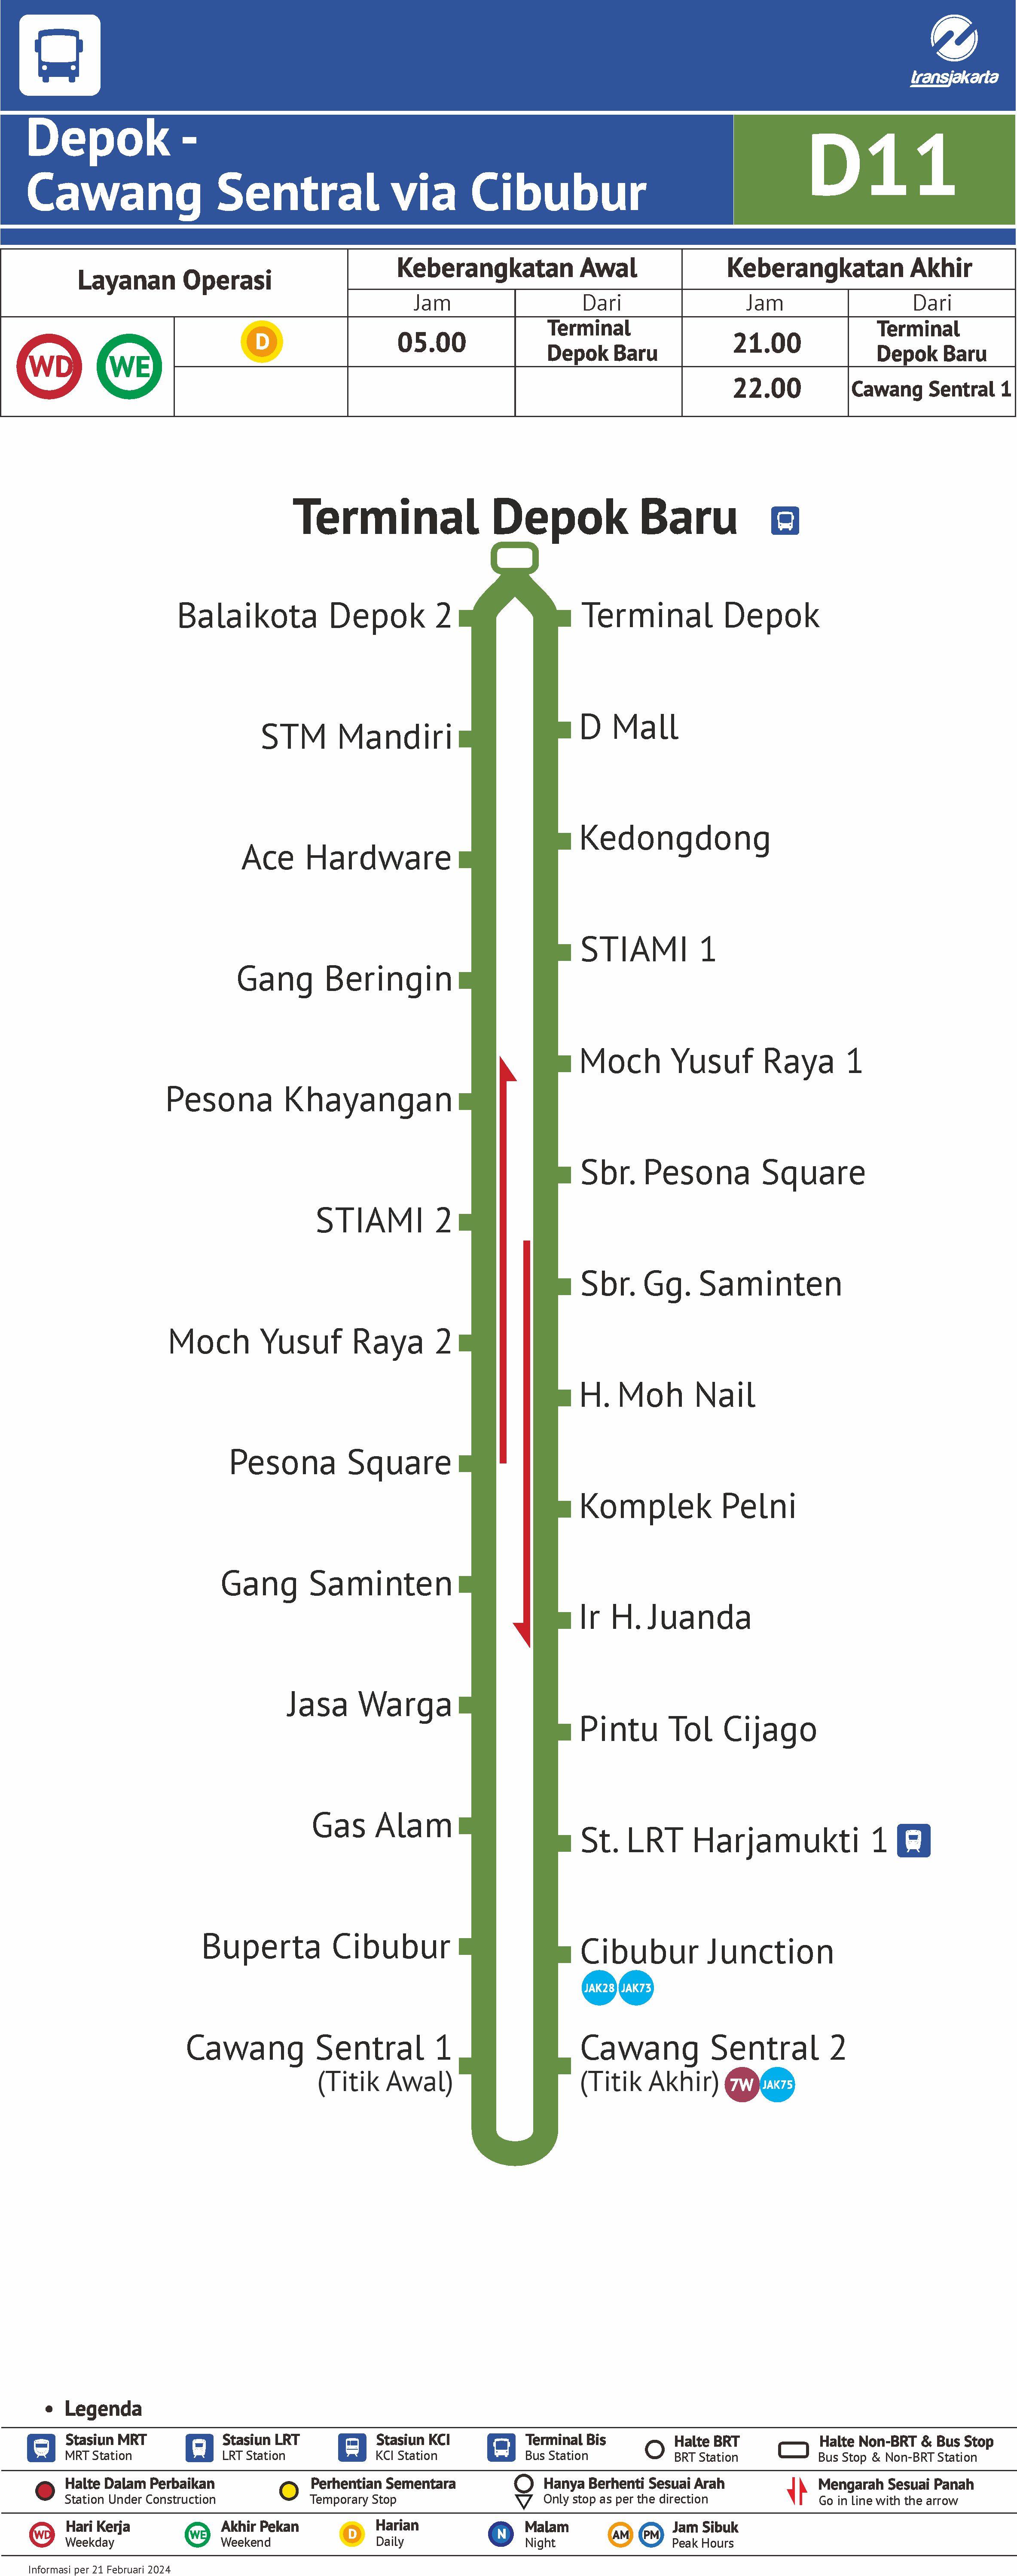 transjakarta
Depok -
Cawang Sentral via Cibubur
D11
Layanan Operasi
Keberangkatan Awal
Keberangkatan Akhir
Jam
Dari
Jam
Dari
WD
WE
D
05.00
Terminal
Depok Baru
21.00
Terminal
Depok Baru
22.00
Cawang Sentral 1
Terminal Depok Baru
Balaikota Depok 2
Terminal Depok
STM Mandiri
D Mall
Ace Hardware
Kedongdong
Gang Beringin
STIAMI 1
Pesona Khayangan
Moch Yusuf Raya 1
STIAMI 2
Sbr. Pesona Square
Moch Yusuf Raya 2
Sbr. Gg. Saminten
Pesona Square
H. Moh Nail
Gang Saminten
Komplek Pelni
Jasa Warga
Ir H. Juanda
Gas Alam
Pintu Tol Cijago
Buperta Cibubur
St. LRT Harjamukti 1
Cawang Sentral 1
(Titik Awal)
Cibubur Junction
JAK28 JAK73
Cawang Sentral 2
(Titik Akhir) 7W JAK75
• Legenda
Stasiun MRT
MRT Station
Stasiun LRT
LRT Station
Stasiun KCI
KCI Station
Terminal Bis
Bus Station
Halte BRT
BRT Station
Halte Non-BRT & Bus Stop
Bus Stop & Non-BRT Station
Halte Dalam Perbaikan
Station Under Construction
Perhentian Sementara
Temporary Stop
Hanya Berhenti Sesuai Arah
Only stop as per the direction
Mengarah Sesuai Panah
Go in line with the arrow
WD
Hari Kerja
Weekday
WE
Akhir Pekan
Weekend
D
Harian
Daily
N
Malam
Night
AM PM
Jam Sibuk
Peak Hours
Informasi per 21 Februari 2024